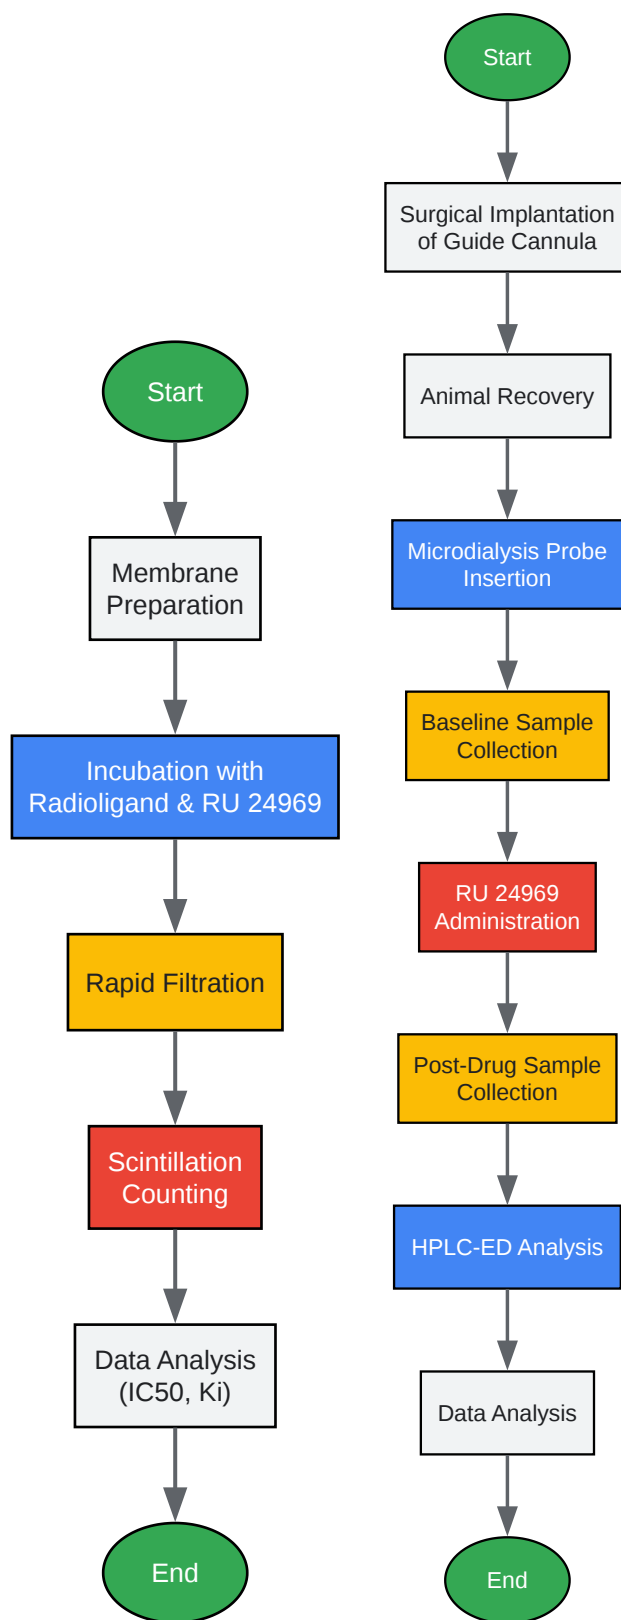 Start
Membrane
Preparation
Incubation with
Radioligand & RU 24969
Rapid Filtration
Scintillation
Counting
Data Analysis
(IC50, Ki)
End
Start
Surgical Implantation
of Guide Cannula
Animal Recovery
Microdialysis Probe
Insertion
Baseline Sample
Collection
RU 24969
Administration
Post-Drug Sample
Collection
HPLC-ED Analysis
Data Analysis
End